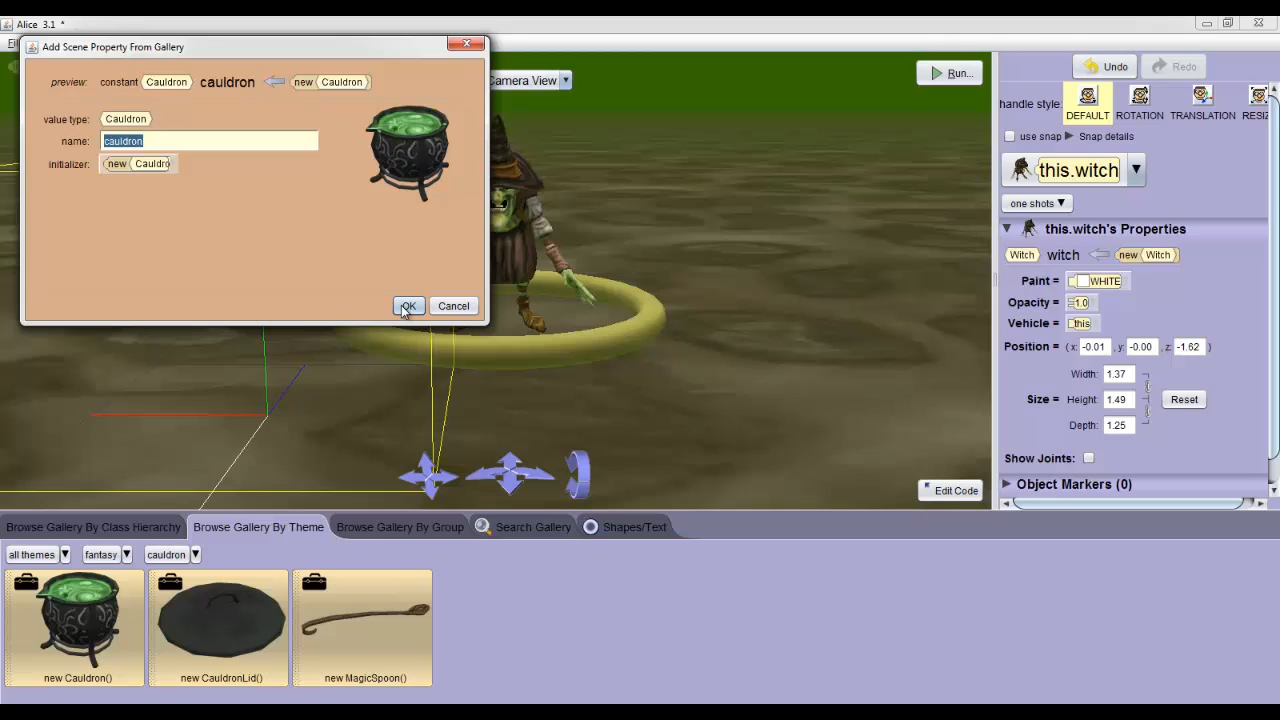 Alice 3.1 *
Add Scene Property From Gallery
preview: constant Cauldron cauldron new Cauldron
value type: Cauldron
name: cauldron
initializer: new Cauldro
OK Cancel
Camera View
Run...
Undo Redo
handle style:
DEFAULT ROTATION TRANSLATION RESIZ
use snap Snap details
this.witch
one shots
this.witch's Properties
Witch witch new Witch
Paint = WHITE
Opacity = 1.0
Vehicle = this
Position = ( x: -0.01 , y: -0.00 , z: -1.62 )
Width: 1.37
Size = Height: 1.49 Reset
Depth: 1.25
Show Joints:
Object Markers (0)
Edit Code
Browse Gallery By Class Hierarchy Browse Gallery By Theme Browse Gallery By Group Search Gallery Shapes/Text
all themes fantasy cauldron
new Cauldron() new CauldronLid() new MagicSpoon()